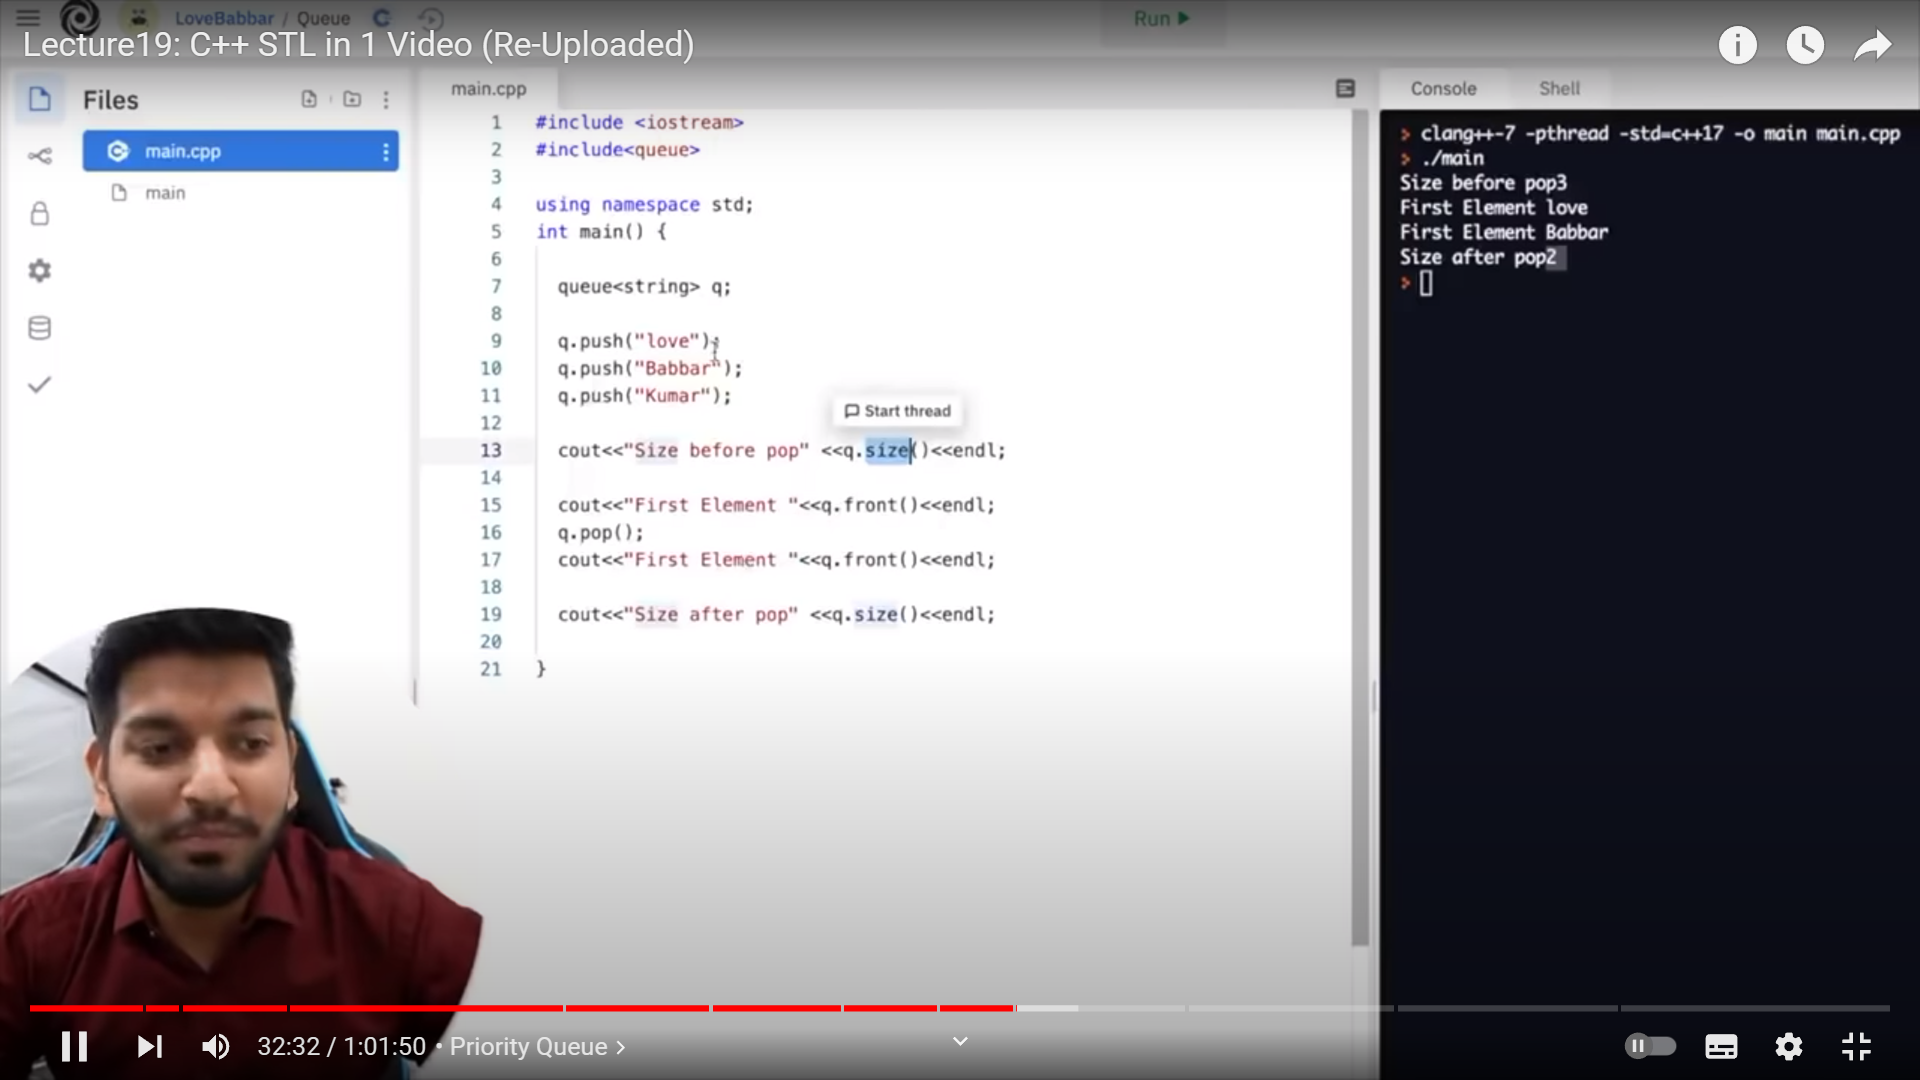 LoveBabbar / Queue
Run
Lecture19: C++ STL in 1 Video (Re-Uploaded)
Files
main.cpp
main
main.cpp
1 #include <iostream>
2 #include<queue>
3
4 using namespace std;
5 int main() {
6
7 queue<string> q;
8
9 q.push("love");
10 q.push("Babbar");
11 q.push("Kumar");
12
Start thread
13 cout<<"Size before pop" <<q.size()<<endl;
14
15 cout<<"First Element "<<q.front()<<endl;
16 q.pop();
17 cout<<"First Element "<<q.front()<<endl;
18
19 cout<<"Size after pop" <<q.size()<<endl;
20
21 }
Console Shell
> clang++-7 -pthread -std=c++17 -o main main.cpp
> ./main
Size before pop3
First Element love
First Element Babbar
Size after pop2
>
32:32 / 1:01:50 • Priority Queue >